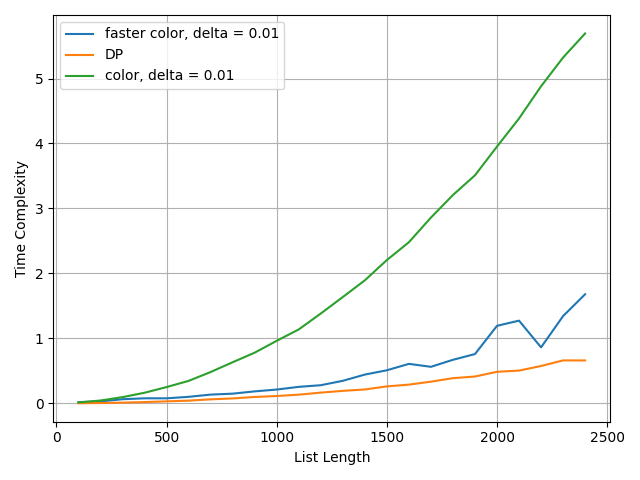 faster color, delta = 0.01
DP
color, delta = 0.01
Time Complexity
5
4
3
2
1
0
0 500 1000 1500 2000 2500
List Length